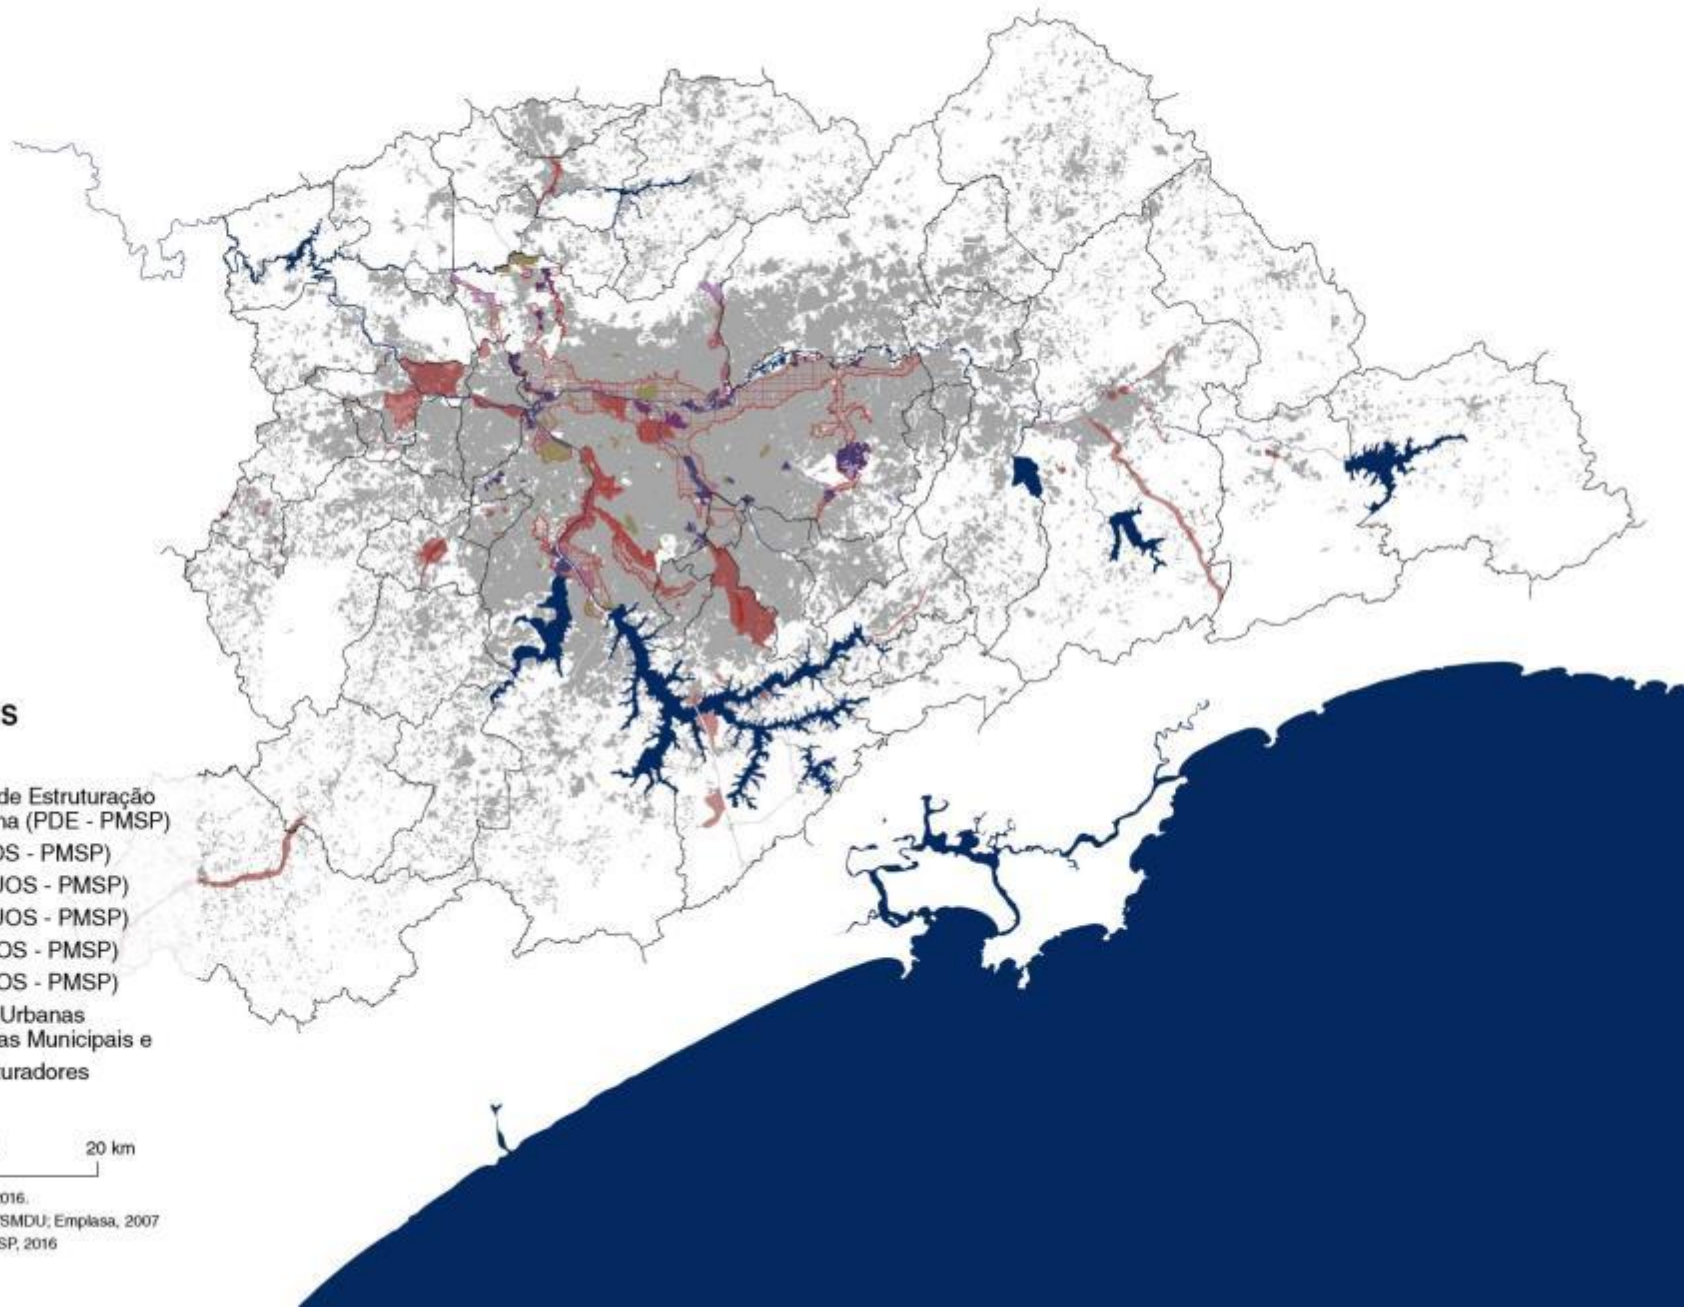 S
de Estruturação
na (PDE - PMSP)
OS - PMSP)
JOS - PMSP)
JOS - PMSP)
OS - PMSP)
OS - PMSP)
Urbanas
as Municipais e
turadores
20 km
016.
/SMDU; Emplasa, 2007
SP, 2016